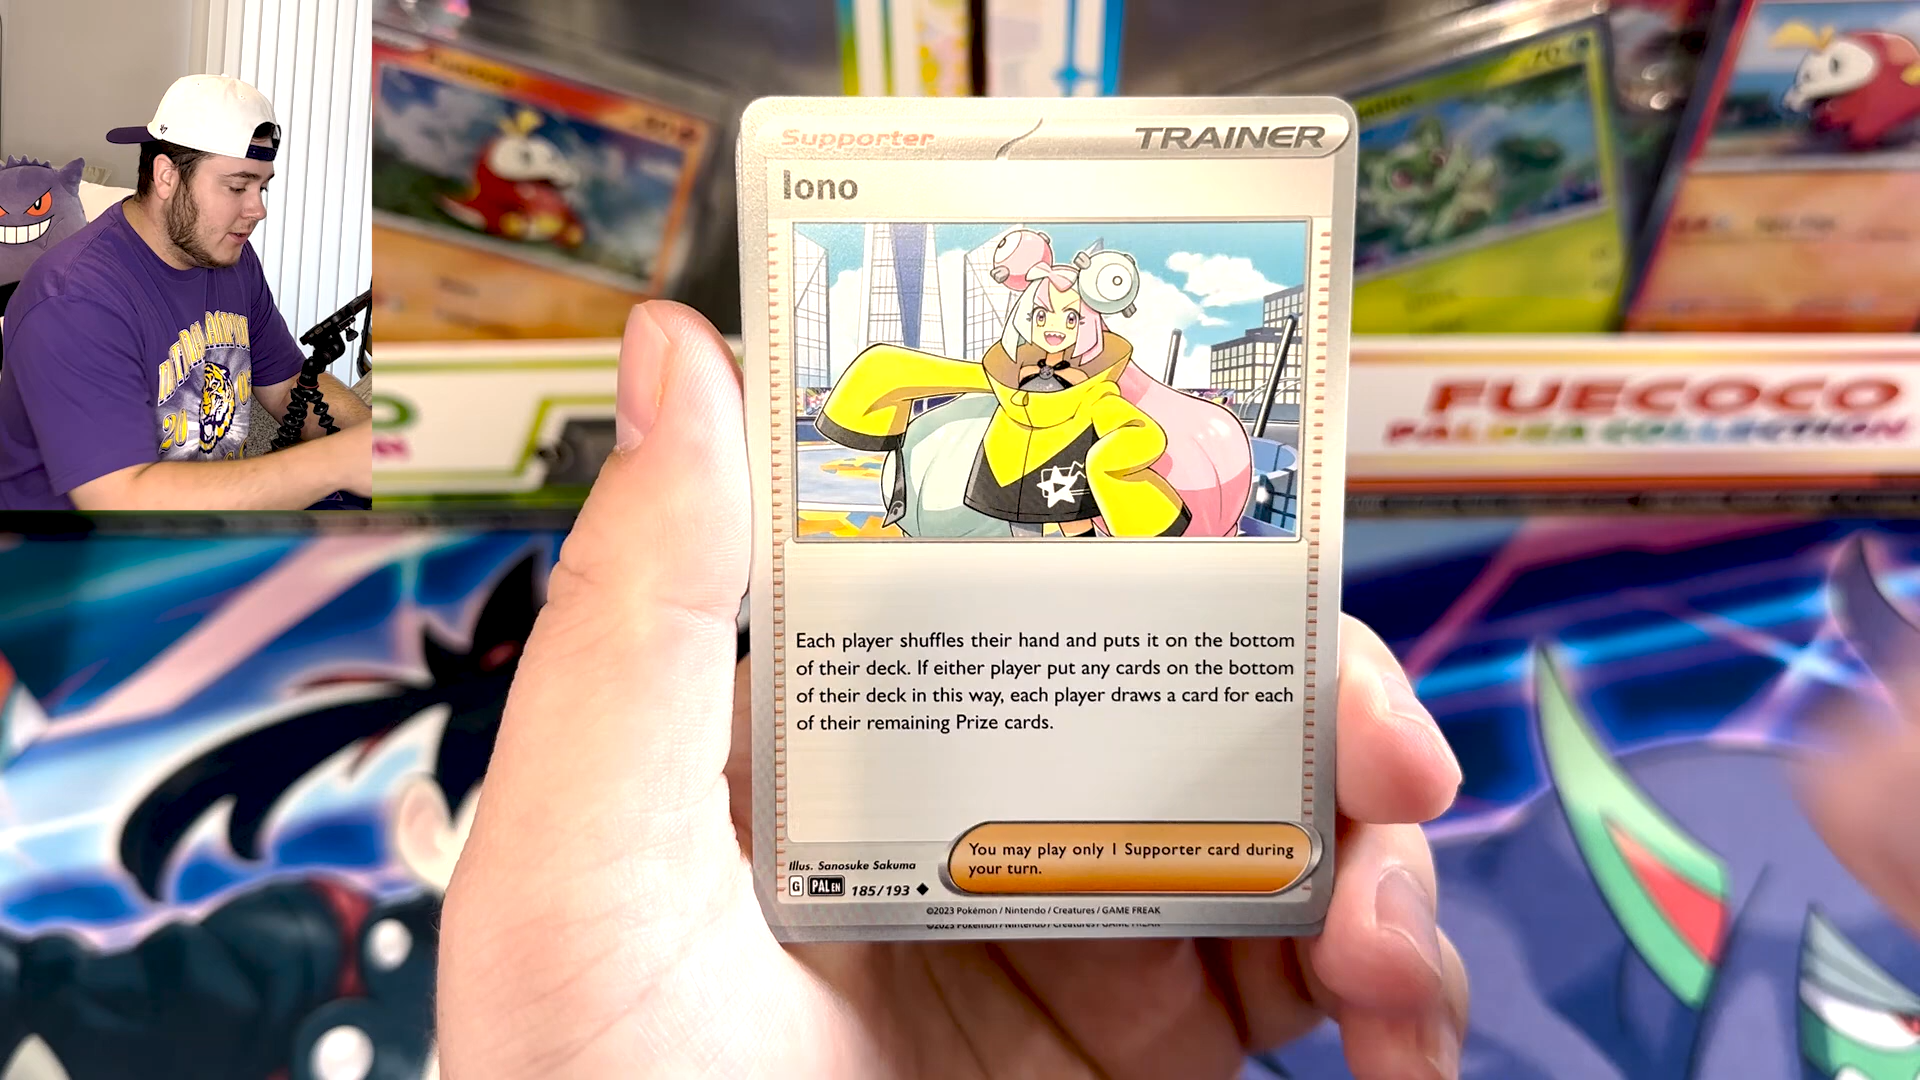 Supporter
TRAINER
Iono
Each player shuffles their hand and puts it on the bottom
of their deck. If either player put any cards on the bottom
of their deck in this way, each player draws a card for each
of their remaining Prize cards.
You may play only 1 Supporter card during
your turn.
Illus. Sanosuke Sakuma
G PAL EN 185/193
©2023 Pokémon / Nintendo / Creatures / GAME FREAK
FUECOCO
PALDEA COLLECTION